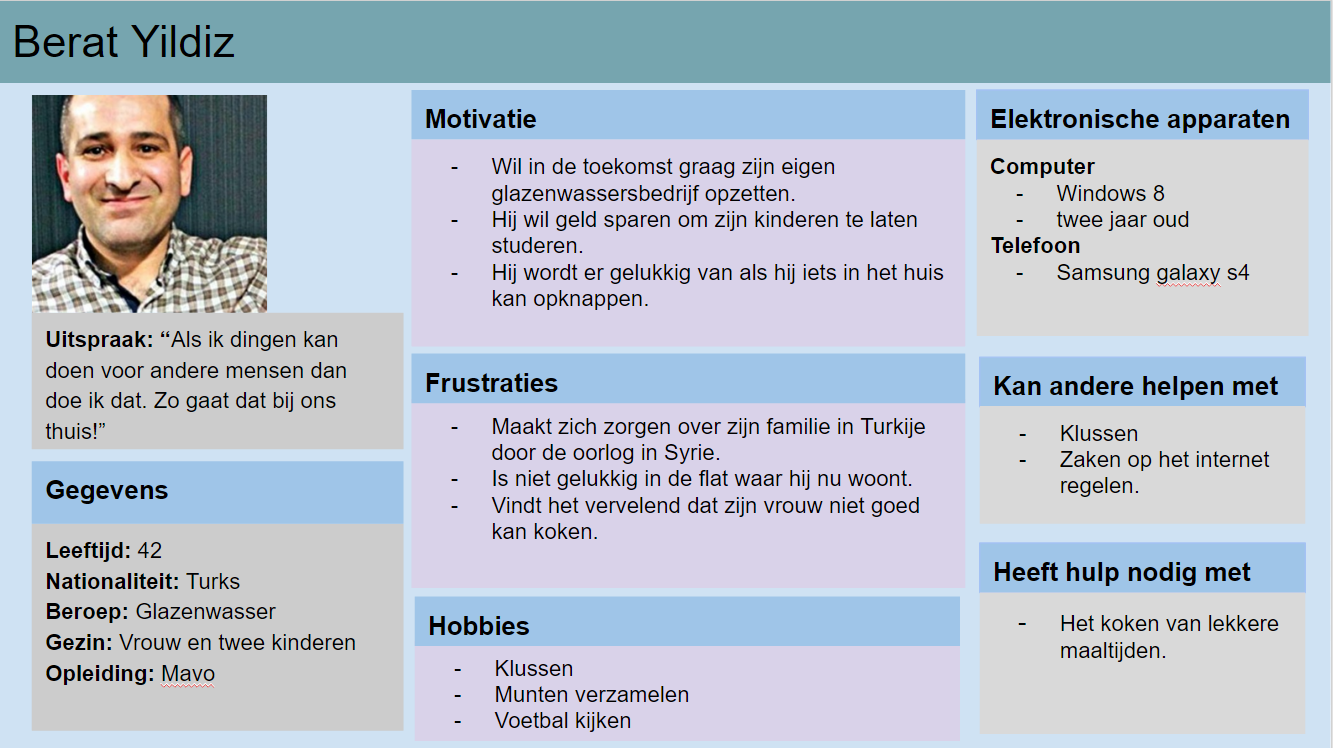 Berat Yildiz
Uitspraak: “Als ik dingen kan
doen voor andere mensen dan
doe ik dat. Zo gaat dat bij ons
thuis!”
Gegevens
Leeftijd: 42
Nationaliteit: Turks
Beroep: Glazenwasser
Gezin: Vrouw en twee kinderen
Opleiding: Mavo
Motivatie
- Wil in de toekomst graag zijn eigen
glazenwassersbedrijf opzetten.
- Hij wil geld sparen om zijn kinderen te laten
studeren.
- Hij wordt er gelukkig van als hij iets in het huis
kan opknappen.
Frustraties
- Maakt zich zorgen over zijn familie in Turkije
door de oorlog in Syrie.
- Is niet gelukkig in de flat waar hij nu woont.
- Vindt het vervelend dat zijn vrouw niet goed
kan koken.
Hobbies
- Klussen
- Munten verzamelen
- Voetbal kijken
Elektronische apparaten
Computer
- Windows 8
- twee jaar oud
Telefoon
- Samsung galaxy s4
Kan andere helpen met
- Klussen
- Zaken op het internet
regelen.
Heeft hulp nodig met
- Het koken van lekkere
maaltijden.